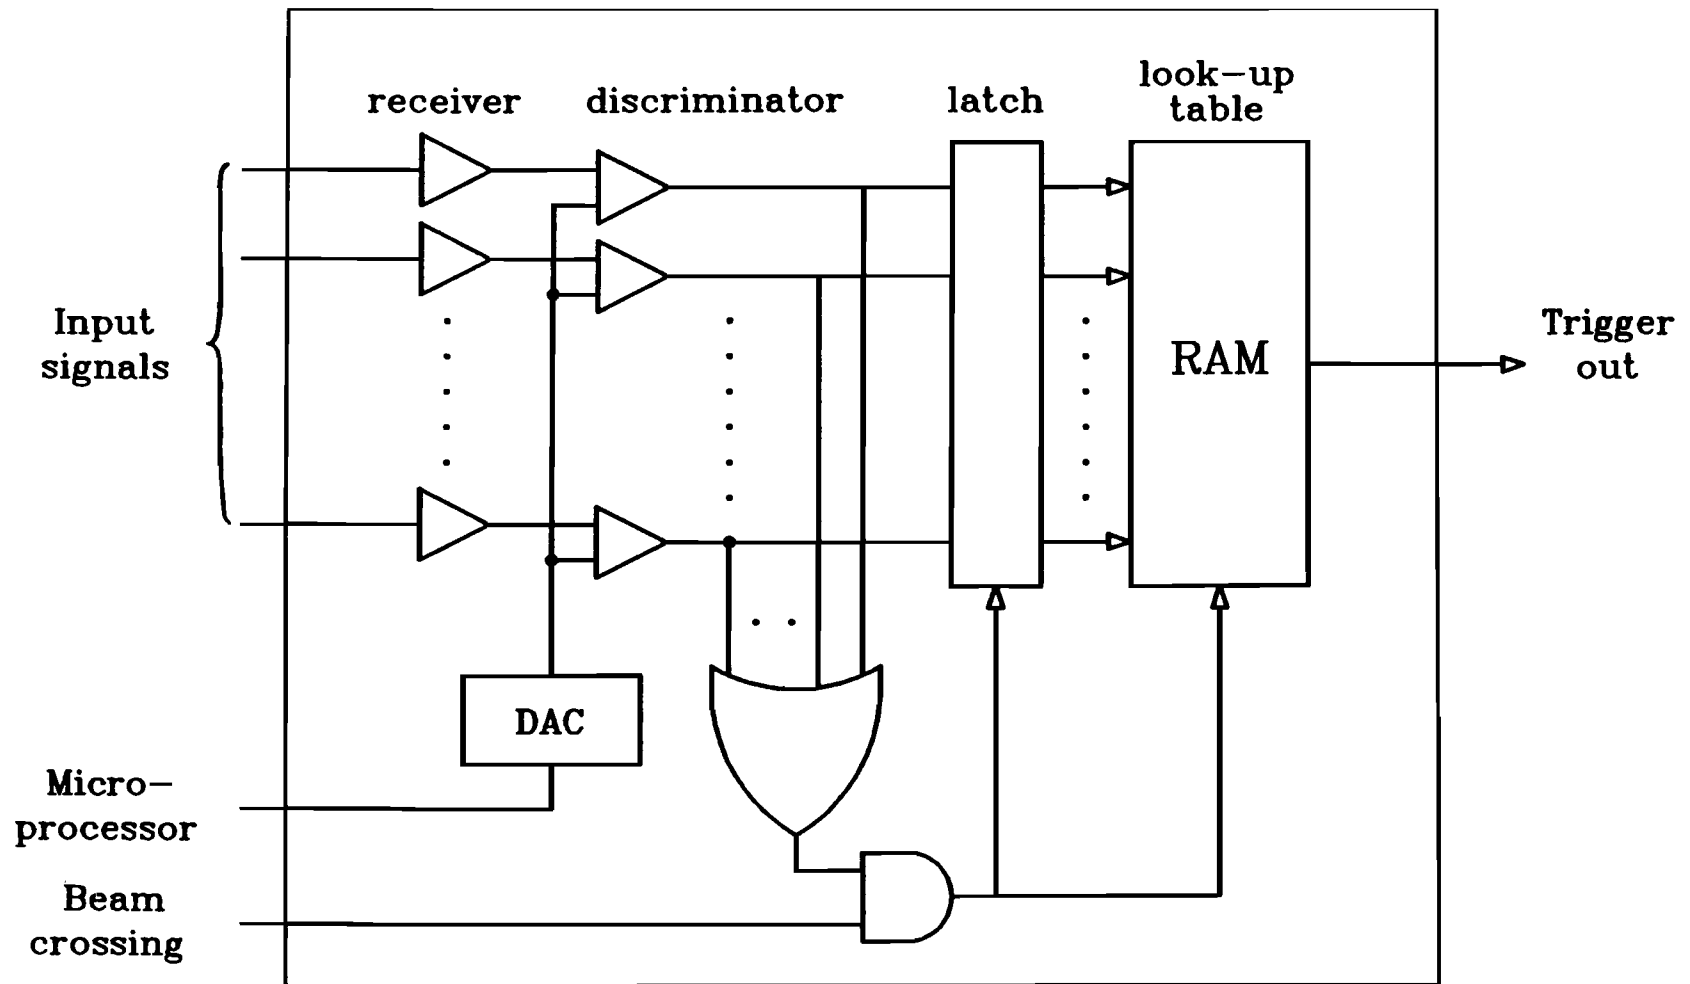 receiver
discriminator
latch
look-up
table
Input
signals
RAM
Trigger
out
DAC
Micro-
processor
Beam
crossing